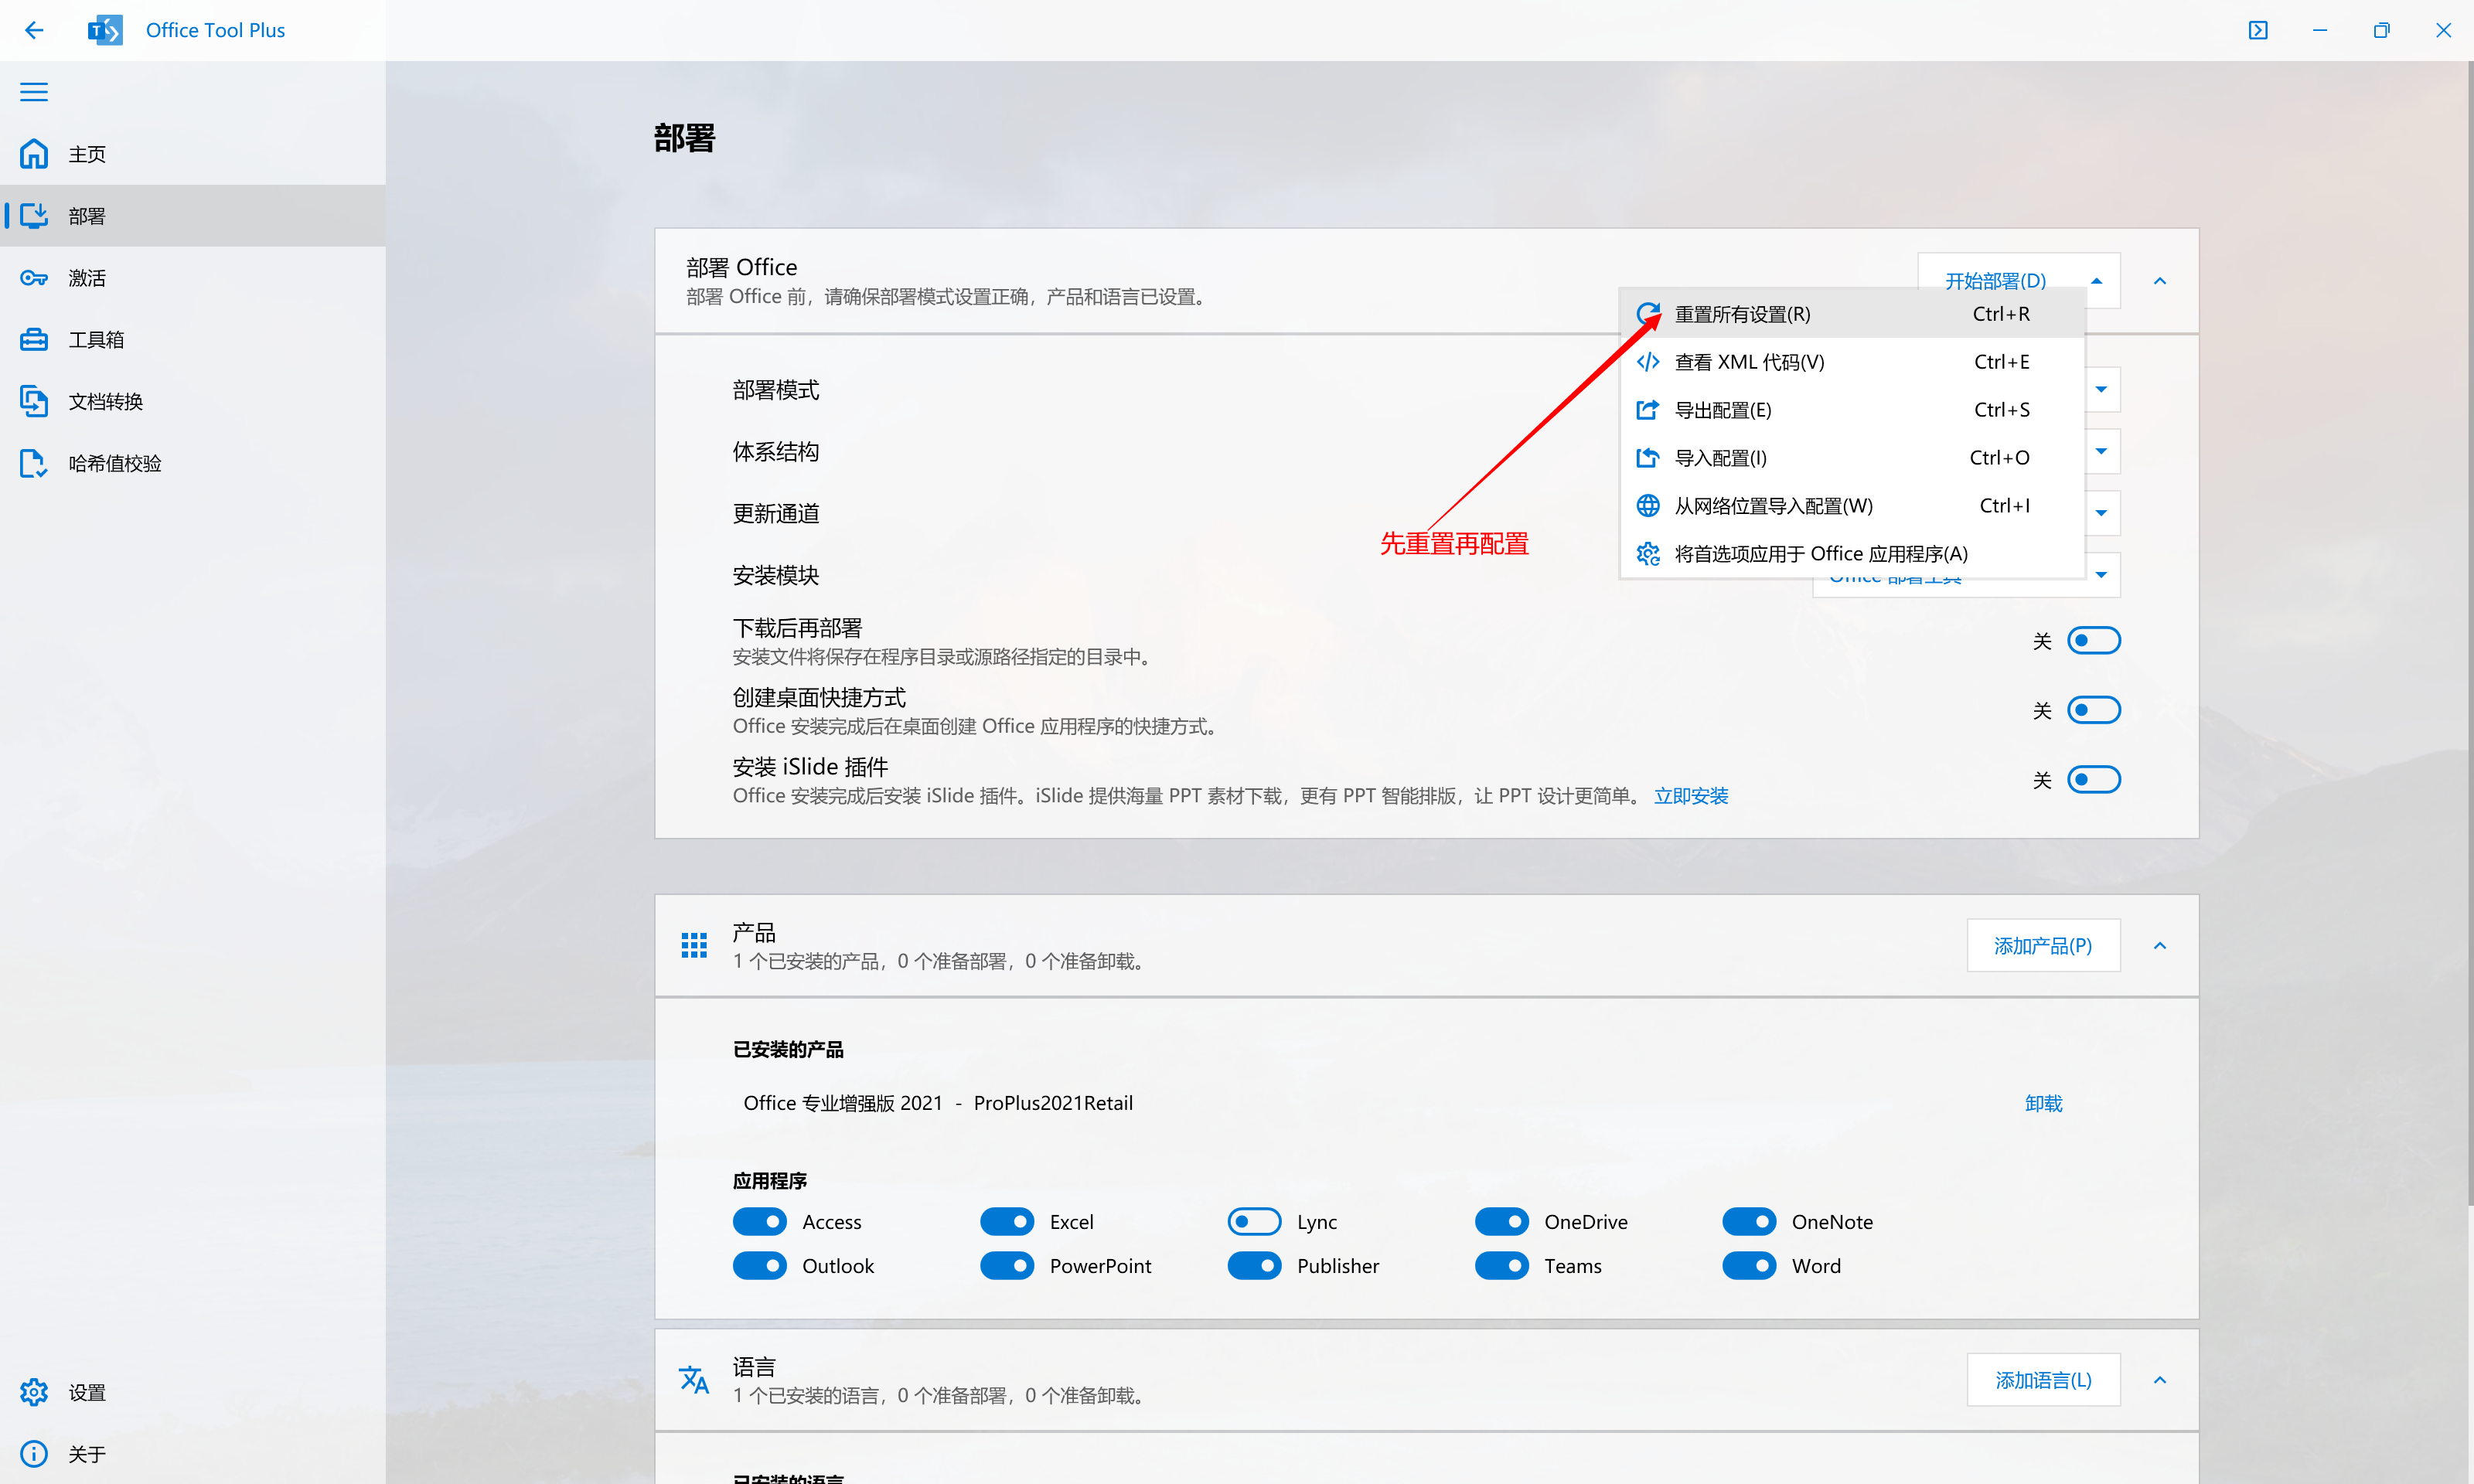 Office Tool Plus
主页
部署
激活
工具箱
文档转换
哈希值校验
设置
关于
部署
部署 Office
部署 Office 前，请确保部署模式设置正确，产品和语言已设置。
开始部署(D)
重置所有设置(R) Ctrl+R
查看 XML 代码(V) Ctrl+E
导出配置(E) Ctrl+S
导入配置(I) Ctrl+O
从网络位置导入配置(W) Ctrl+I
将首选项应用于 Office 应用程序(A)
先重置再配置
部署模式
体系结构
更新通道
安装模块
Office 部署工具
下载后再部署
安装文件将保存在程序目录或源路径指定的目录中。
关
创建桌面快捷方式
Office 安装完成后在桌面创建 Office 应用程序的快捷方式。
关
安装 iSlide 插件
Office 安装完成后安装 iSlide 插件。iSlide 提供海量 PPT 素材下载，更有 PPT 智能排版，让 PPT 设计更简单。 立即安装
关
产品
1 个已安装的产品，0 个准备部署，0 个准备卸载。
添加产品(P)
已安装的产品
Office 专业增强版 2021 - ProPlus2021Retail
卸载
应用程序
Access Excel Lync OneDrive OneNote
Outlook PowerPoint Publisher Teams Word
语言
1 个已安装的语言，0 个准备部署，0 个准备卸载。
添加语言(L)
已安装的语言